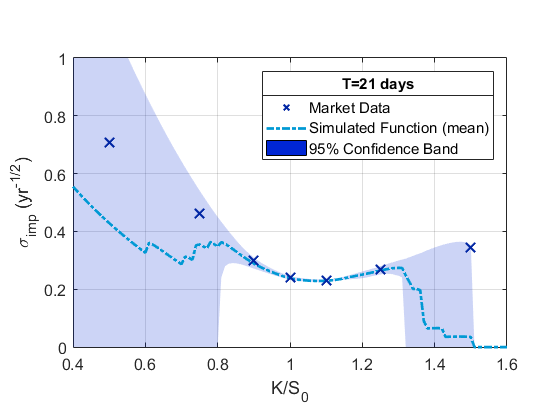 T=21 days
Market Data
Simulated Function (mean)
95% Confidence Band
σimp (yr-1/2)
1
0.8
0.6
0.4
0.2
0
0.4 0.6 0.8 1 1.2 1.4 1.6
K/S0